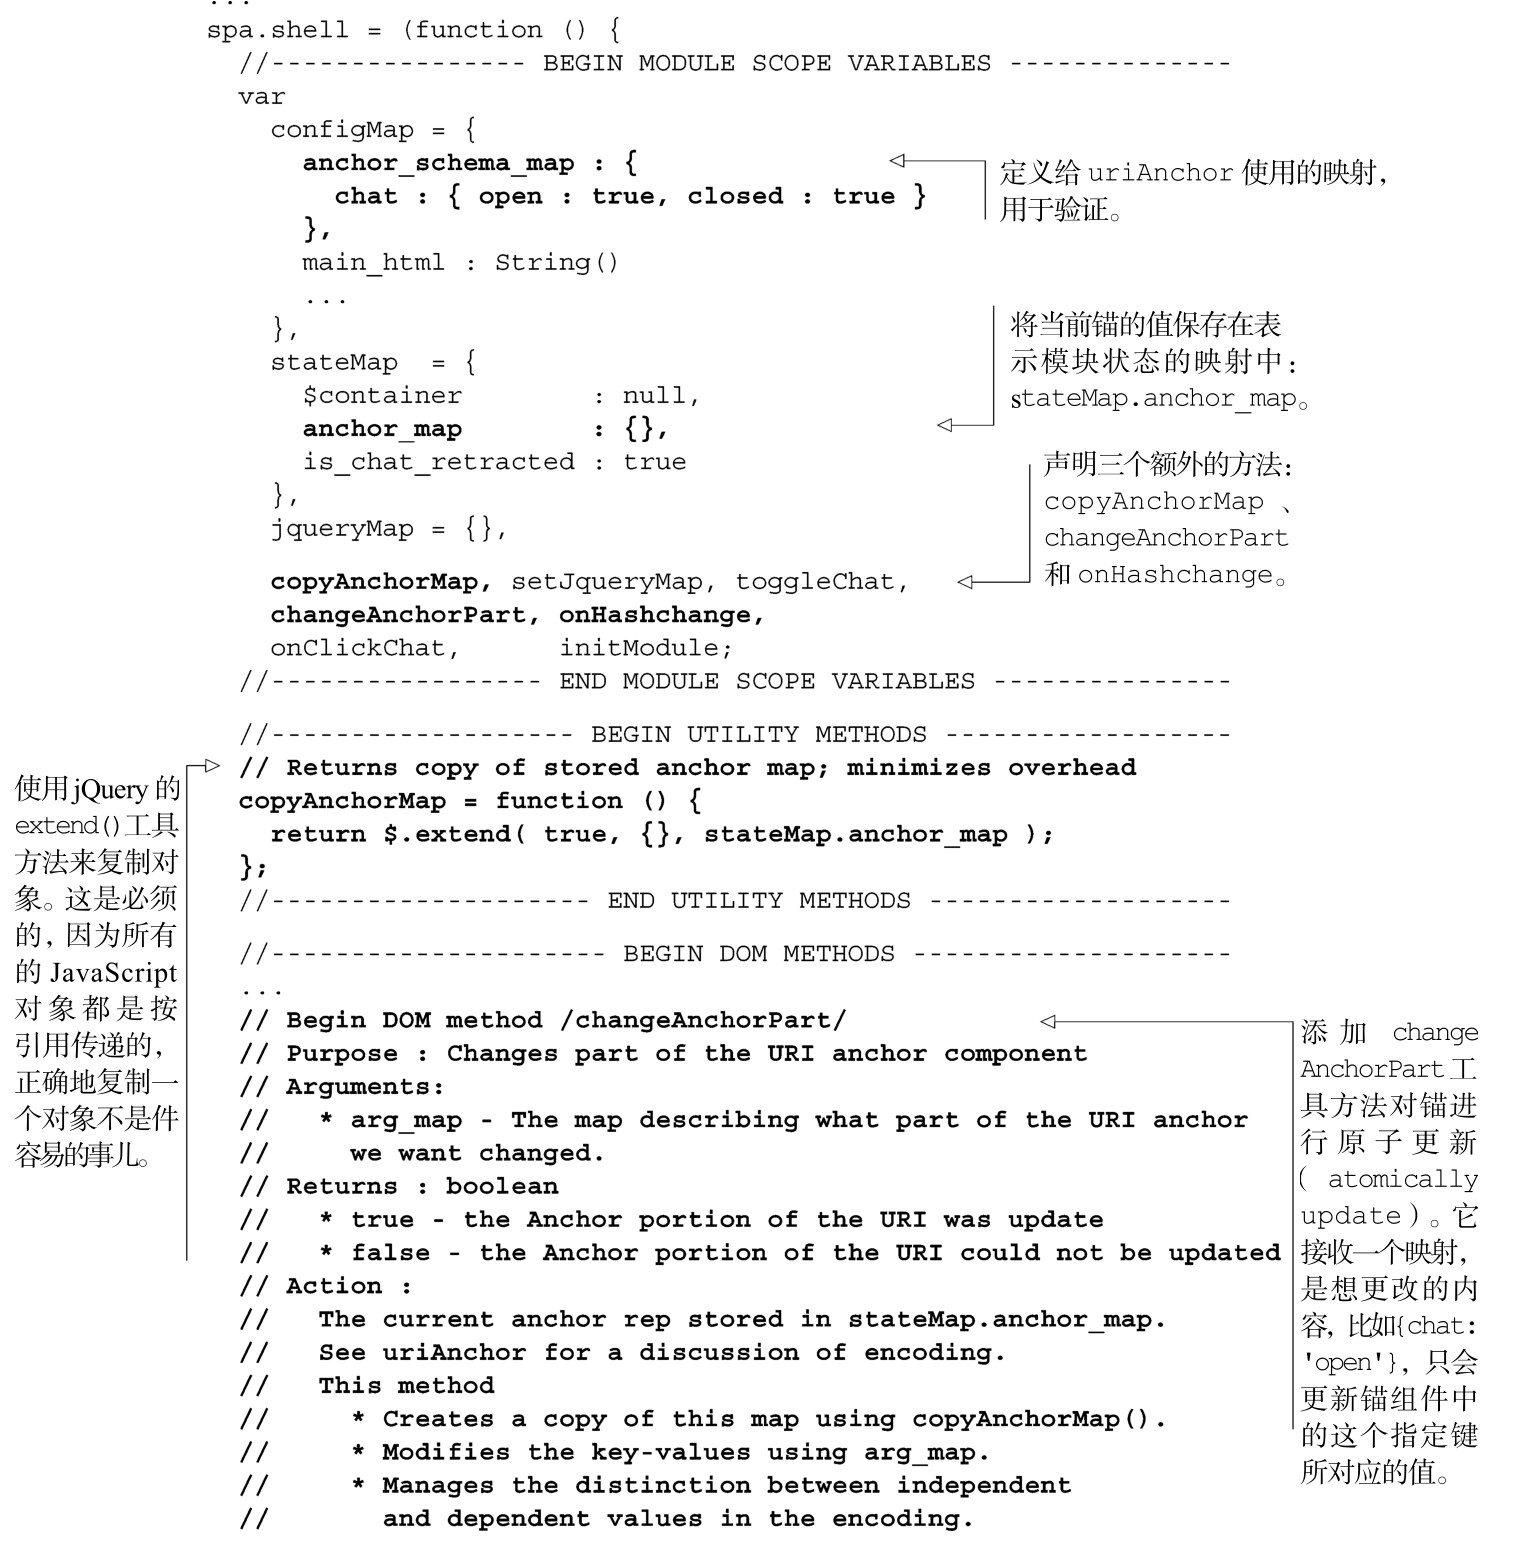 ...
spa.shell = (function () {
  //---------------- BEGIN MODULE SCOPE VARIABLES --------------
  var
    configMap = {
      anchor_schema_map : {
        chat : { open : true, closed : true }
      },
      main_html : String()
      ...
    },
    stateMap  = {
      $container        : null,
      anchor_map        : {},
      is_chat_retracted : true
    },
    jqueryMap = {},
    copyAnchorMap, setJqueryMap, toggleChat,
    changeAnchorPart, onHashchange,
    onClickChat,      initModule;
  //----------------- END MODULE SCOPE VARIABLES ---------------
  //------------------- BEGIN UTILITY METHODS ------------------
  // Returns copy of stored anchor map; minimizes overhead
  copyAnchorMap = function () {
    return $.extend( true, {}, stateMap.anchor_map );
  };
  //-------------------- END UTILITY METHODS -------------------
  //--------------------- BEGIN DOM METHODS --------------------
  ...
  // Begin DOM method /changeAnchorPart/
  // Purpose : Changes part of the URI anchor component
  // Arguments:
  //   * arg_map - The map describing what part of the URI anchor
  //     we want changed.
  // Returns : boolean
  //   * true - the Anchor portion of the URI was update
  //   * false - the Anchor portion of the URI could not be updated
  // Action :
  //   The current anchor rep stored in stateMap.anchor_map.
  //   See uriAnchor for a discussion of encoding.
  //   This method
  //     * Creates a copy of this map using copyAnchorMap().
  //     * Modifies the key-values using arg_map.
  //     * Manages the distinction between independent
  //       and dependent values in the encoding.
定义给 uriAnchor 使用的映射，
用于验证。
将当前锚的值保存在表
示模块状态的映射中：
stateMap.anchor_map。
声明三个额外的方法：
copyAnchorMap 、
changeAnchorPart
和 onHashchange。
使用 jQuery 的
extend()工具
方法来复制对
象。这是必须
的，因为所有
的 JavaScript
对象都是按
引用传递的，
正确地复制一
个对象不是件
容易的事儿。
添加 change
AnchorPart 工
具方法对锚进
行原子更新
( atomically
update)。它
接收一个映射，
是想更改的内
容，比如{chat:
'open'}，只会
更新锚组件中
的这个指定键
所对应的值。